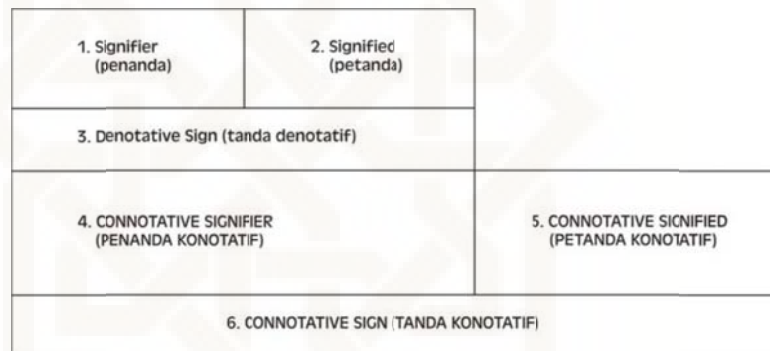 1. Signifier
(penanda)
2. Signified
(petanda)
3. Denotative Sign (tanda denotatif)
4. CONNOTATIVE SIGNIFIER
(PENANDA KONOTATIF)
5. CONNOTATIVE SIGNIFIED
(PETANDA KONOTATIF)
6. CONNOTATIVE SIGN (TANDA KONOTATIF)